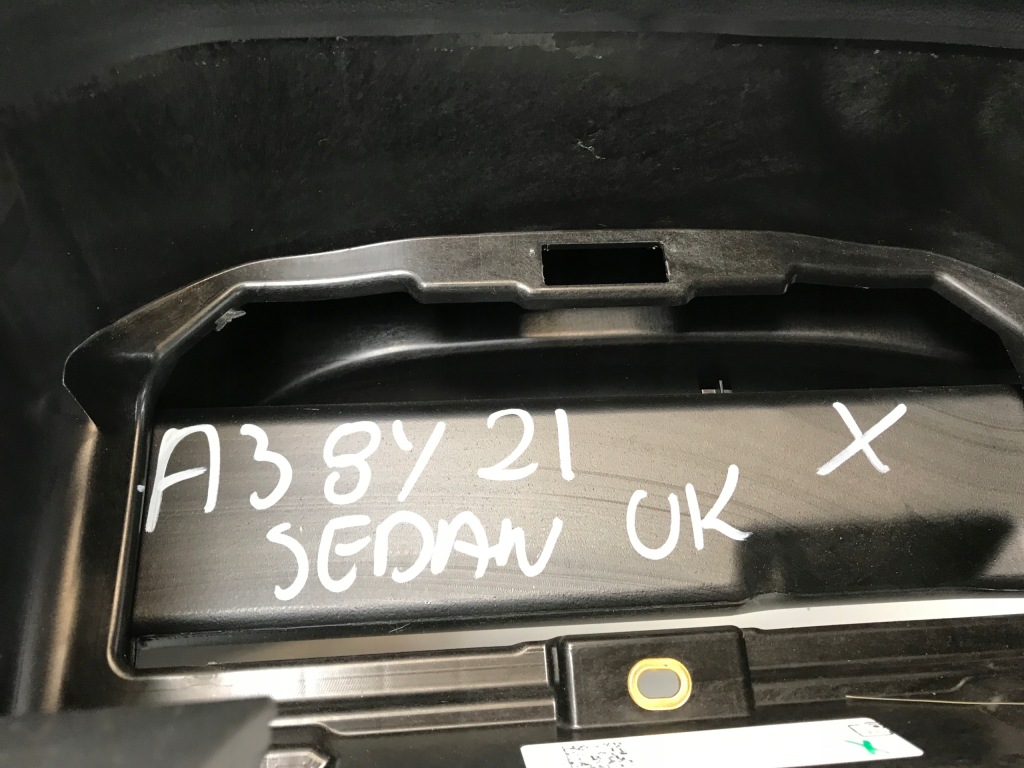 A3 8Y 21 X
SEDAN UK